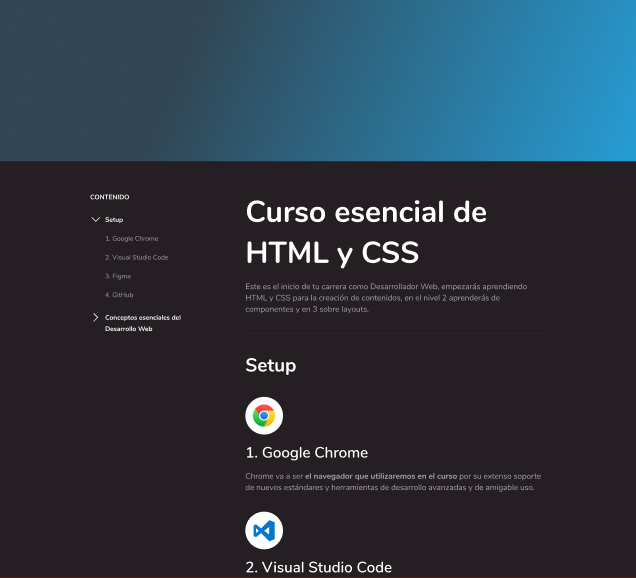 CONTENIDO
Setup
1. Google Chrome
2. Visual Studio Code
3. Figma
4. GitHub
Conceptos esenciales del
Desarrollo Web
Curso esencial de
HTML y CSS
Este es el inicio de tu carrera como Desarrollador Web, empezarás aprendiendo
HTML y CSS para la creación de contenidos, en el nivel 2 aprenderás de
componentes y en 3 sobre layouts.
Setup
1. Google Chrome
Chrome va a ser el navegador que utilizaremos en el curso por su extenso soporte
de nuevos estándares y herramientas de desarrollo avanzadas y de amigable uso.
2. Visual Studio Code